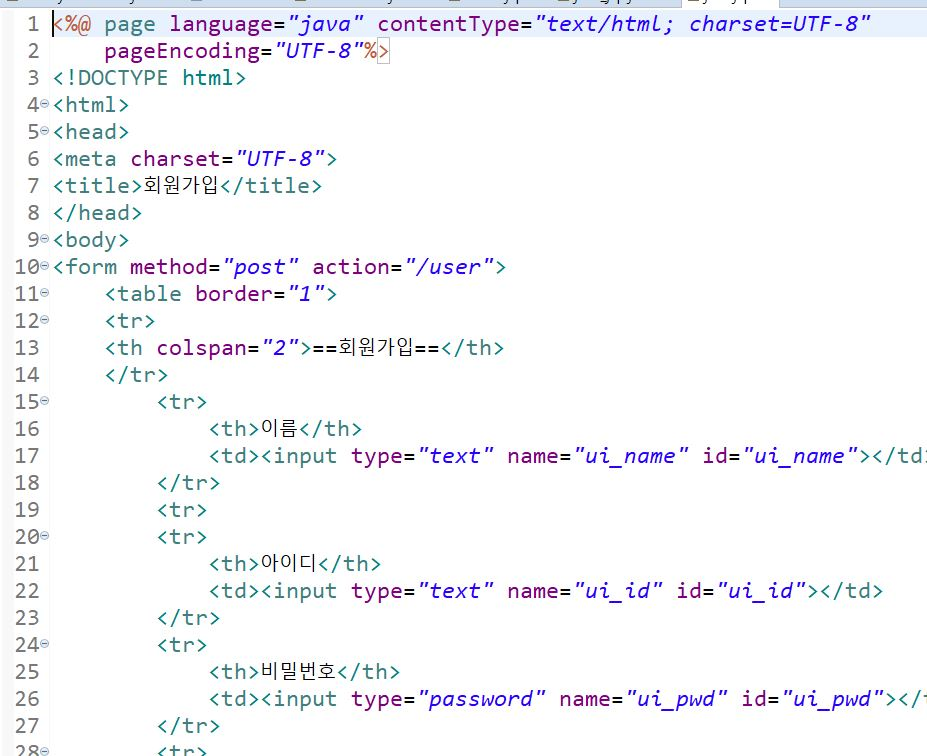 1 <%@ page language="java" contentType="text/html; charset=UTF-8"
2 pageEncoding="UTF-8"%>
3 <!DOCTYPE html>
4 <html>
5 <head>
6 <meta charset="UTF-8">
7 <title>회원가입</title>
8 </head>
9 <body>
10 <form method="post" action="/user">
11 <table border="1">
12 <tr>
13 <th colspan="2">==회원가입==</th>
14 </tr>
15 <tr>
16 <th>이름</th>
17 <td><input type="text" name="ui_name" id="ui_name"></td>
18 </tr>
19 <tr>
20 <tr>
21 <th>아이디</th>
22 <td><input type="text" name="ui_id" id="ui_id"></td>
23 </tr>
24 <tr>
25 <th>비밀번호</th>
26 <td><input type="password" name="ui_pwd" id="ui_pwd"></
27 </tr>
28 <tr>